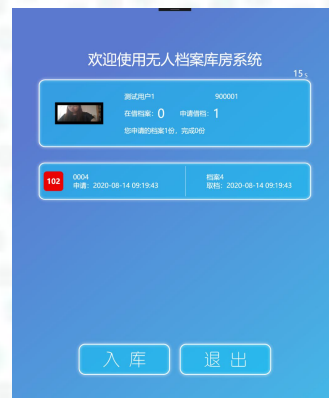 欢迎使用无人档案库房系统
15 s
测试用户1 900001
在借档案: 0 申请借档: 1
您申请的档案1份，完成0份
102 0004 档案4
申请: 2020-08-14 09:19:43 取档: 2020-08-14 09:19:43
入库 退出